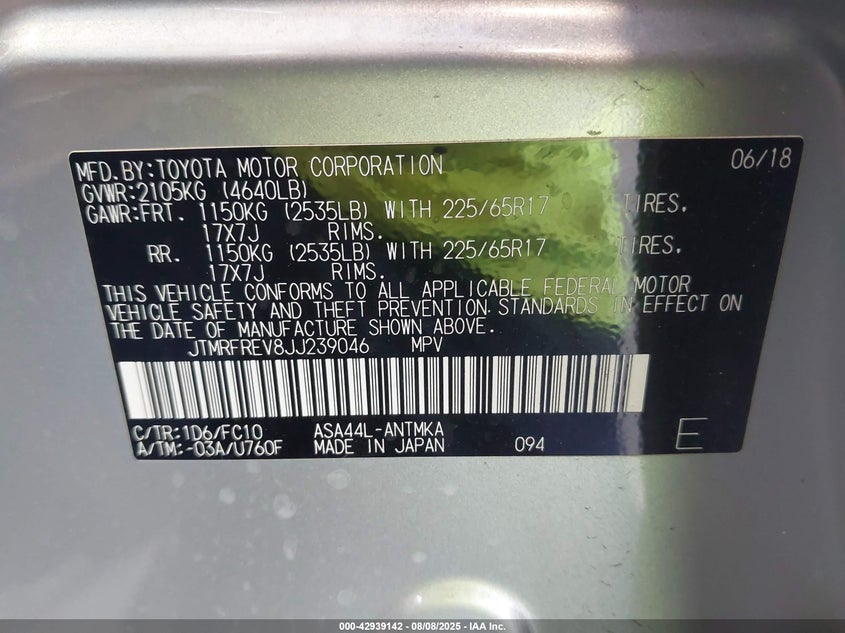 MFD.BY:TOYOTA MOTOR CORPORATION 06/18
GVWR:2105KG (4640LB)
GAWR:FRT. 1150KG (2535LB) WITH 225/65R17 TIRES.
17X7J RIMS.
RR. 1150KG (2535LB) WITH 225/65R17 TIRES.
17X7J RIMS.
THIS VEHICLE CONFORMS TO ALL APPLICABLE FEDERAL MOTOR
VEHICLE SAFETY AND THEFT PREVENTION STANDARDS IN EFFECT ON
THE DATE OF MANUFACTURE SHOWN ABOVE.
JTMRFREV8JJ239046 MPV
C/TR:1D6/FC10 ASA44L-ANTMKA
A/TM:-03A/U760F MADE IN JAPAN 094 E
000-42939142 - 08/08/2025 - IAA Inc.